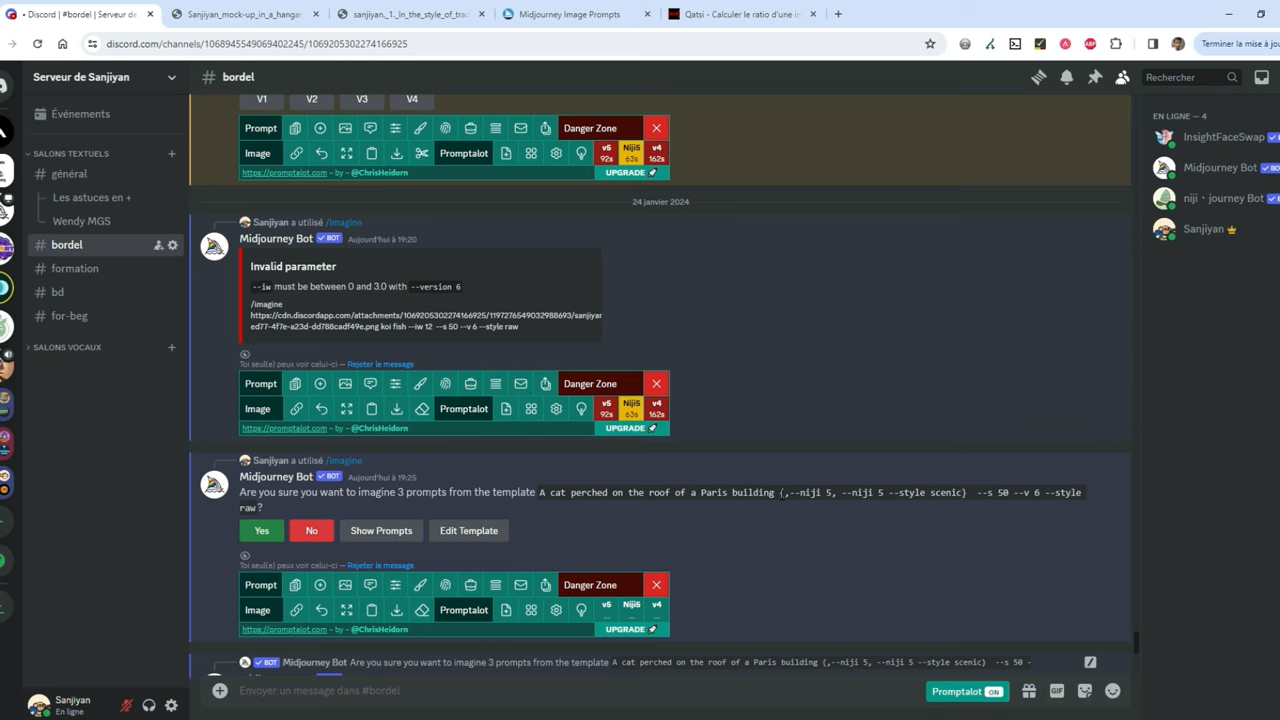 • Discord | #bordel | Serveur de
Sanjiyan_mock-up_in_a_hangar
sanjiyan._1._In_the_style_of_trac
Midjourney Image Prompts
Qatsi - Calculer le ratio d'une im
discord.com/channels/1068945549069402245/1069205302274166925
ABP
Terminer la mise à jou
Serveur de Sanjiyan
# bordel
Rechercher
Événements
SALONS TEXTUELS
général
Les astuces en +
Wendy MGS
bordel
formation
bd
for-beg
SALONS VOCAUX
V1 V2 V3 V4
Prompt Danger Zone
Image Promptalot v5 92s Niji5 63s v4 162s
https://promptalot.com - by - @ChrisHeidorn UPGRADE
24 janvier 2024
Sanjiyan a utilisé /imagine
Midjourney Bot BOT Aujourd'hui à 19:20
Invalid parameter
--iw must be between 0 and 3.0 with --version 6
/imagine
https://cdn.discordapp.com/attachments/1069205302274166925/1197276549032988693/sanjiyan
ed77-4f7e-a23d-dd788cadf49e.png koi fish --iw 12 --s 50 --v 6 --style raw
Toi seul(e) peux voir celui-ci — Rejeter le message
Prompt Danger Zone
Image Promptalot v5 92s Niji5 63s v4 162s
https://promptalot.com - by - @ChrisHeidorn UPGRADE
Sanjiyan a utilisé /imagine
Midjourney Bot BOT Aujourd'hui à 19:25
Are you sure you want to imagine 3 prompts from the template A cat perched on the roof of a Paris building {,--niji 5, --niji 5 --style scenic} --s 50 --v 6 --style
raw ?
Yes No Show Prompts Edit Template
Toi seul(e) peux voir celui-ci — Rejeter le message
Prompt Danger Zone
Image Promptalot v5 ... Niji5 ... v4 ...
https://promptalot.com - by - @ChrisHeidorn UPGRADE
BOT Midjourney Bot Are you sure you want to imagine 3 prompts from the template A cat perched on the roof of a Paris building {,--niji 5, --niji 5 --style scenic} --s 50 -
Envoyer un message dans #bordel
Promptalot ON
GIF
Sanjiyan
En ligne
EN LIGNE — 4
InsightFaceSwap
Midjourney Bot BO
niji・journey Bot
Sanjiyan